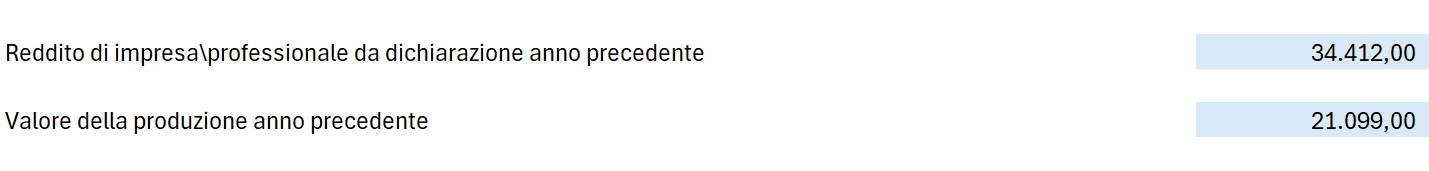 Reddito di impresa\professionale da dichiarazione anno precedente 34.412,00
Valore della produzione anno precedente 21.099,00